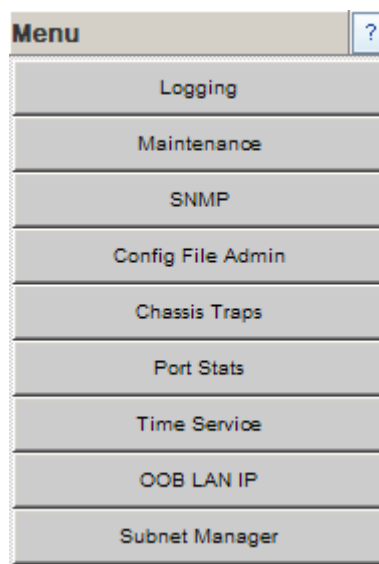 Menu ?
Logging
Maintenance
SNMP
Config File Admin
Chassis Traps
Port Stats
Time Service
OOB LAN IP
Subnet Manager